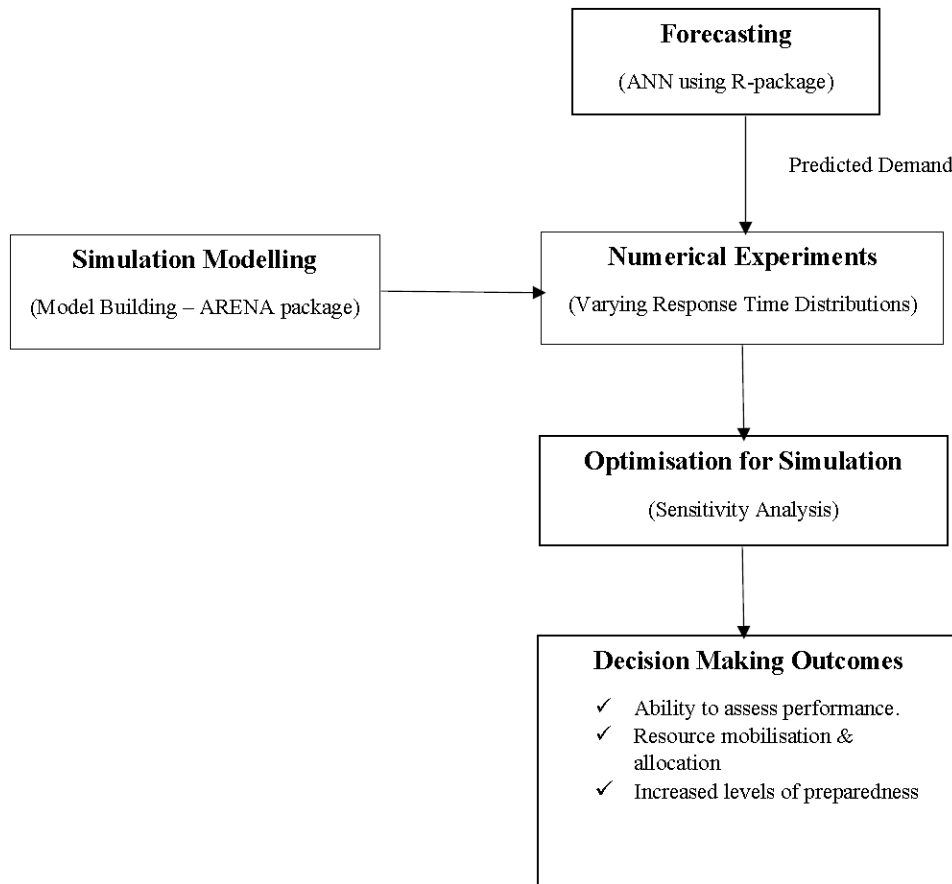 Forecasting
(ANN using R-package)
Predicted Demand
Simulation Modelling
(Model Building – ARENA package)
Numerical Experiments
(Varying Response Time Distributions)
Optimisation for Simulation
(Sensitivity Analysis)
Decision Making Outcomes
✓ Ability to assess performance.
✓ Resource mobilisation &
allocation
✓ Increased levels of preparedness